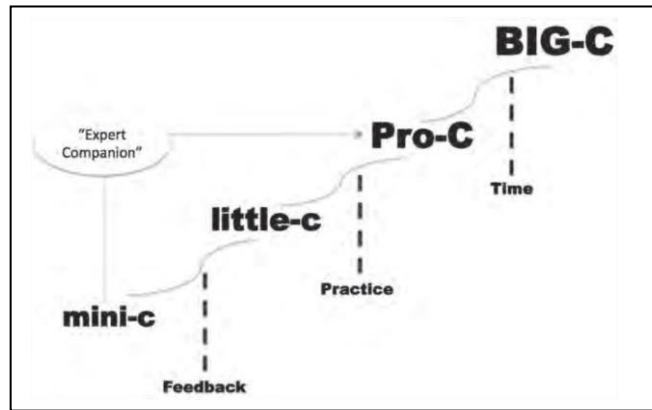 BIG-C
"Expert
Companion"
Pro-C
Time
little-c
Practice
mini-c
Feedback